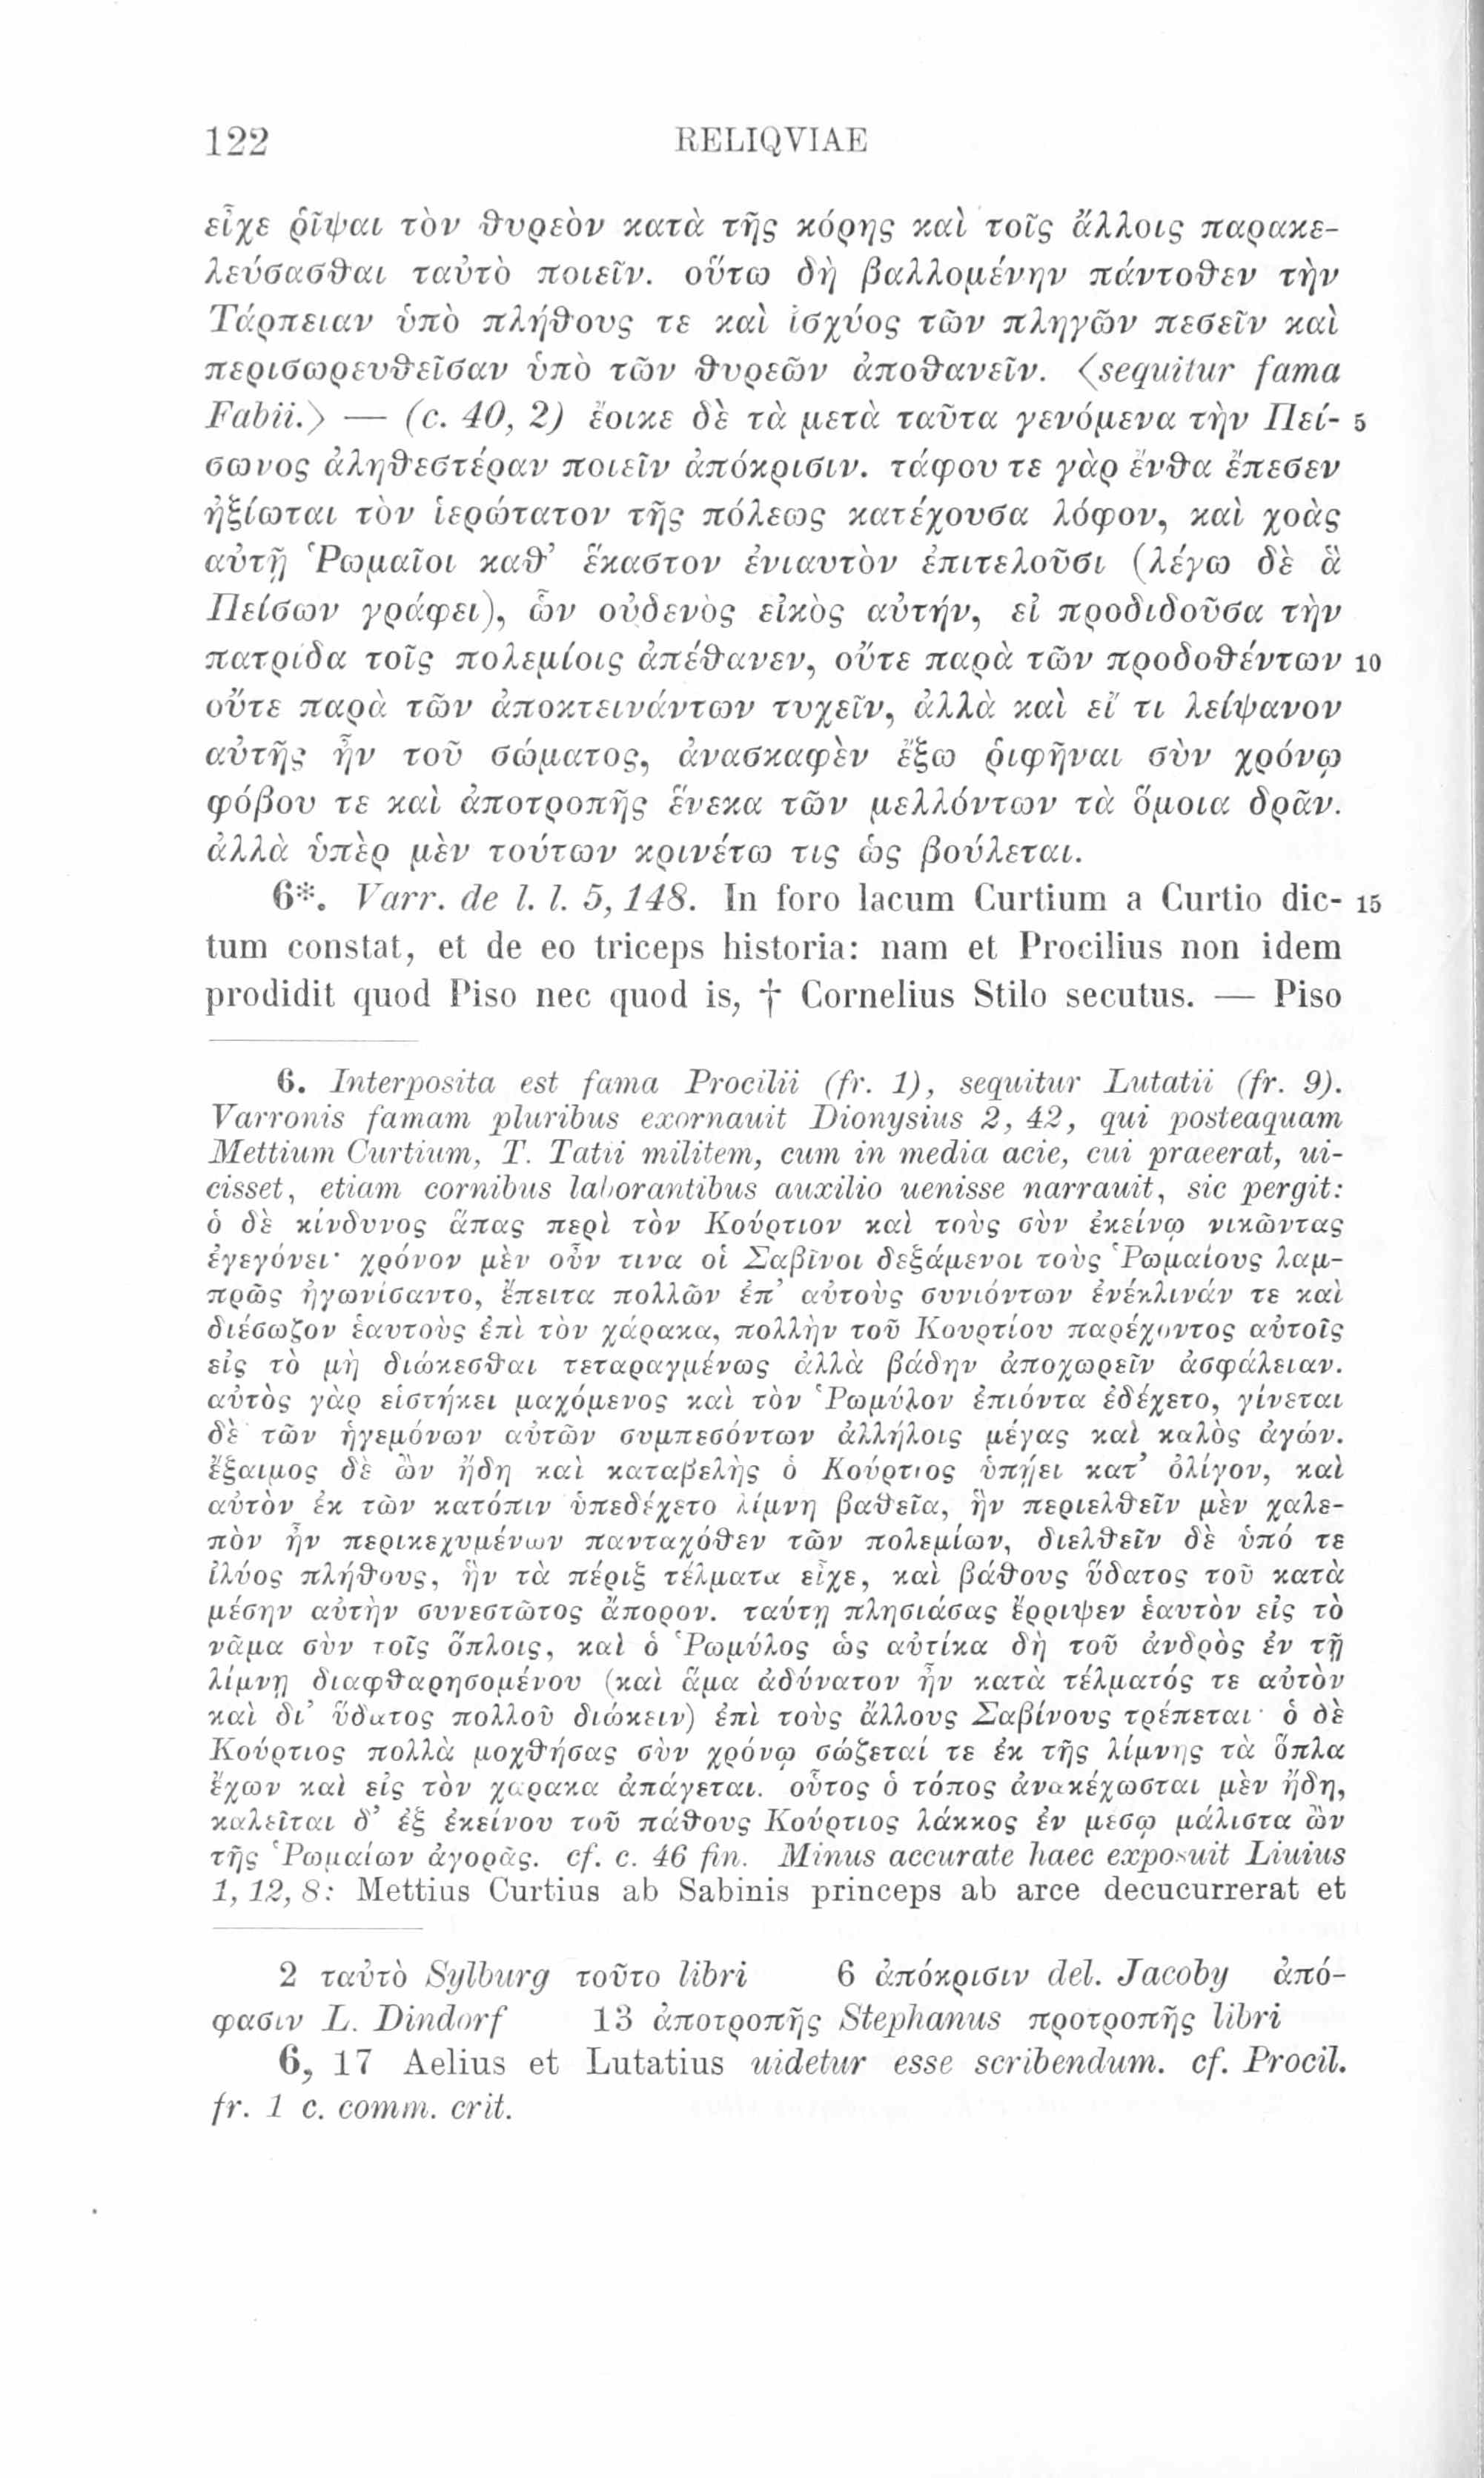 122 RELIQVIAE
εἶχε ῥῖψαι τὸν θυρεὸν κατὰ τῆς κόρης καὶ τοῖς ἄλλοις παρακε-
λεύσασθαι ταὐτὸ ποιεῖν. οὕτω δὴ βαλλομένην πάντοθεν τὴν
Τάρπειαν ὑπὸ πλήθους τε καὶ ἰσχύος τῶν πληγῶν πεσεῖν καὶ
περισωρευθεῖσαν ὑπὸ τῶν θυρεῶν ἀποθανεῖν. ⟨sequitur fama
Fabii.⟩ — (c. 40, 2) ἔοικε δὲ τὰ μετὰ ταῦτα γενόμενα τὴν Πεί- 5
σωνος ἀληθεστέραν ποιεῖν ἀπόκρισιν. τάφου τε γὰρ ἔνθα ἔπεσεν
ἠξίωται τὸν ἱερώτατον τῆς πόλεως κατέχουσα λόφον, καὶ χοὰς
αὐτῇ Ῥωμαῖοι καθ’ ἕκαστον ἐνιαυτὸν ἐπιτελοῦσι (λέγω δὲ ἃ
Πείσων γράφει), ὧν οὐδενὸς εἰκὸς αὐτήν, εἰ προδιδοῦσα τὴν
πατρίδα τοῖς πολεμίοις ἀπέθανεν, οὔτε παρὰ τῶν προδοθέντων 10
οὔτε παρὰ τῶν ἀποκτεινάντων τυχεῖν, ἀλλὰ καὶ εἴ τι λείψανον
αὐτῆς ἦν τοῦ σώματος, ἀνασκαφὲν ἔξω ῥιφῆναι σὺν χρόνῳ
φόβου τε καὶ ἀποτροπῆς ἕνεκα τῶν μελλόντων τὰ ὅμοια δρᾶν.
ἀλλὰ ὑπὲρ μὲν τούτων κρινέτω τις ὡς βούλεται.
6*. Varr. de l. l. 5, 148. In foro lacum Curtium a Curtio dic- 15
tum constat, et de eo triceps historia: nam et Procilius non idem
prodidit quod Piso nec quod is, † Cornelius Stilo secutus. — Piso
6. Interposita est fama Procilii (fr. 1), sequitur Lutatii (fr. 9).
Varronis famam pluribus exornauit Dionysius 2, 42, qui posteaquam
Mettium Curtium, T. Tatii militem, cum in media acie, cui praeerat, ui-
cisset, etiam cornibus laborantibus auxilio uenisse narrauit, sic pergit:
ὁ δὲ κίνδυνος ἅπας περὶ τὸν Κούρτιον καὶ τοὺς σὺν ἐκείνῳ νικῶντας
ἐγεγόνει· χρόνον μὲν οὖν τινα οἱ Σαβῖνοι δεξάμενοι τοὺς Ῥωμαίους λαμ-
πρῶς ἠγωνίσαντο, ἔπειτα πολλῶν ἐπ’ αὐτοὺς συνιόντων ἐνέκλινάν τε καὶ
διέσωζον ἑαυτοὺς ἐπὶ τὸν χάρακα, πολλὴν τοῦ Κουρτίου παρέχοντος αὐτοῖς
εἰς τὸ μὴ διώκεσθαι τεταραγμένως ἀλλὰ βάδην ἀποχωρεῖν ἀσφάλειαν.
αὐτὸς γὰρ εἱστήκει μαχόμενος καὶ τὸν Ῥωμύλον ἐπιόντα ἐδέχετο, γίνεται
δὲ τῶν ἡγεμόνων αὐτῶν συμπεσόντων ἀλλήλοις μέγας καὶ καλὸς ἀγών.
ἔξαιμος δὲ ὢν ἤδη καὶ καταβελὴς ὁ Κούρτιος ὑπῄει κατ’ ὀλίγον, καὶ
αὐτὸν ἐκ τῶν κατόπιν ὑπεδέχετο λίμνη βαθεῖα, ἣν περιελθεῖν μὲν χαλε-
πὸν ἦν περικεχυμένων πανταχόθεν τῶν πολεμίων, διελθεῖν δὲ ὑπό τε
ἰλύος πλήθους, ἣν τὰ πέριξ τέλματα εἶχε, καὶ βάθους ὕδατος τοῦ κατὰ
μέσην αὐτὴν συνεστῶτος ἄπορον. ταύτῃ πλησιάσας ἔρριψεν ἑαυτὸν εἰς τὸ
νᾶμα σὺν τοῖς ὅπλοις, καὶ ὁ Ῥωμύλος ὡς αὐτίκα δὴ τοῦ ἀνδρὸς ἐν τῇ
λίμνῃ διαφθαρησομένου (καὶ ἅμα ἀδύνατον ἦν κατὰ τέλματός τε αὐτὸν
καὶ δι’ ὕδατος πολλοῦ διώκειν) ἐπὶ τοὺς ἄλλους Σαβίνους τρέπεται· ὁ δὲ
Κούρτιος πολλὰ μοχθήσας σὺν χρόνῳ σώζεταί τε ἐκ τῆς λίμνης τὰ ὅπλα
ἔχων καὶ εἰς τὸν χάρακα ἀπάγεται. οὗτος ὁ τόπος ἀνακέχωσται μὲν ἤδη,
καλεῖται δ’ ἐξ ἐκείνου τοῦ πάθους Κούρτιος λάκκος ἐν μέσῳ μάλιστα ὢν
τῆς Ῥωμαίων ἀγορᾶς. cf. c. 46 fin. Minus accurate haec exposuit Liuius
1, 12, 8: Mettius Curtius ab Sabinis princeps ab arce decucurrerat et
2 ταὐτὸ Sylburg τοῦτο libri 6 ἀπόκρισιν del. Jacoby ἀπό-
φασιν L. Dindorf 13 ἀποτροπῆς Stephanus προτροπῆς libri
6, 17 Aelius et Lutatius uidetur esse scribendum. cf. Procil.
fr. 1 c. comm. crit.